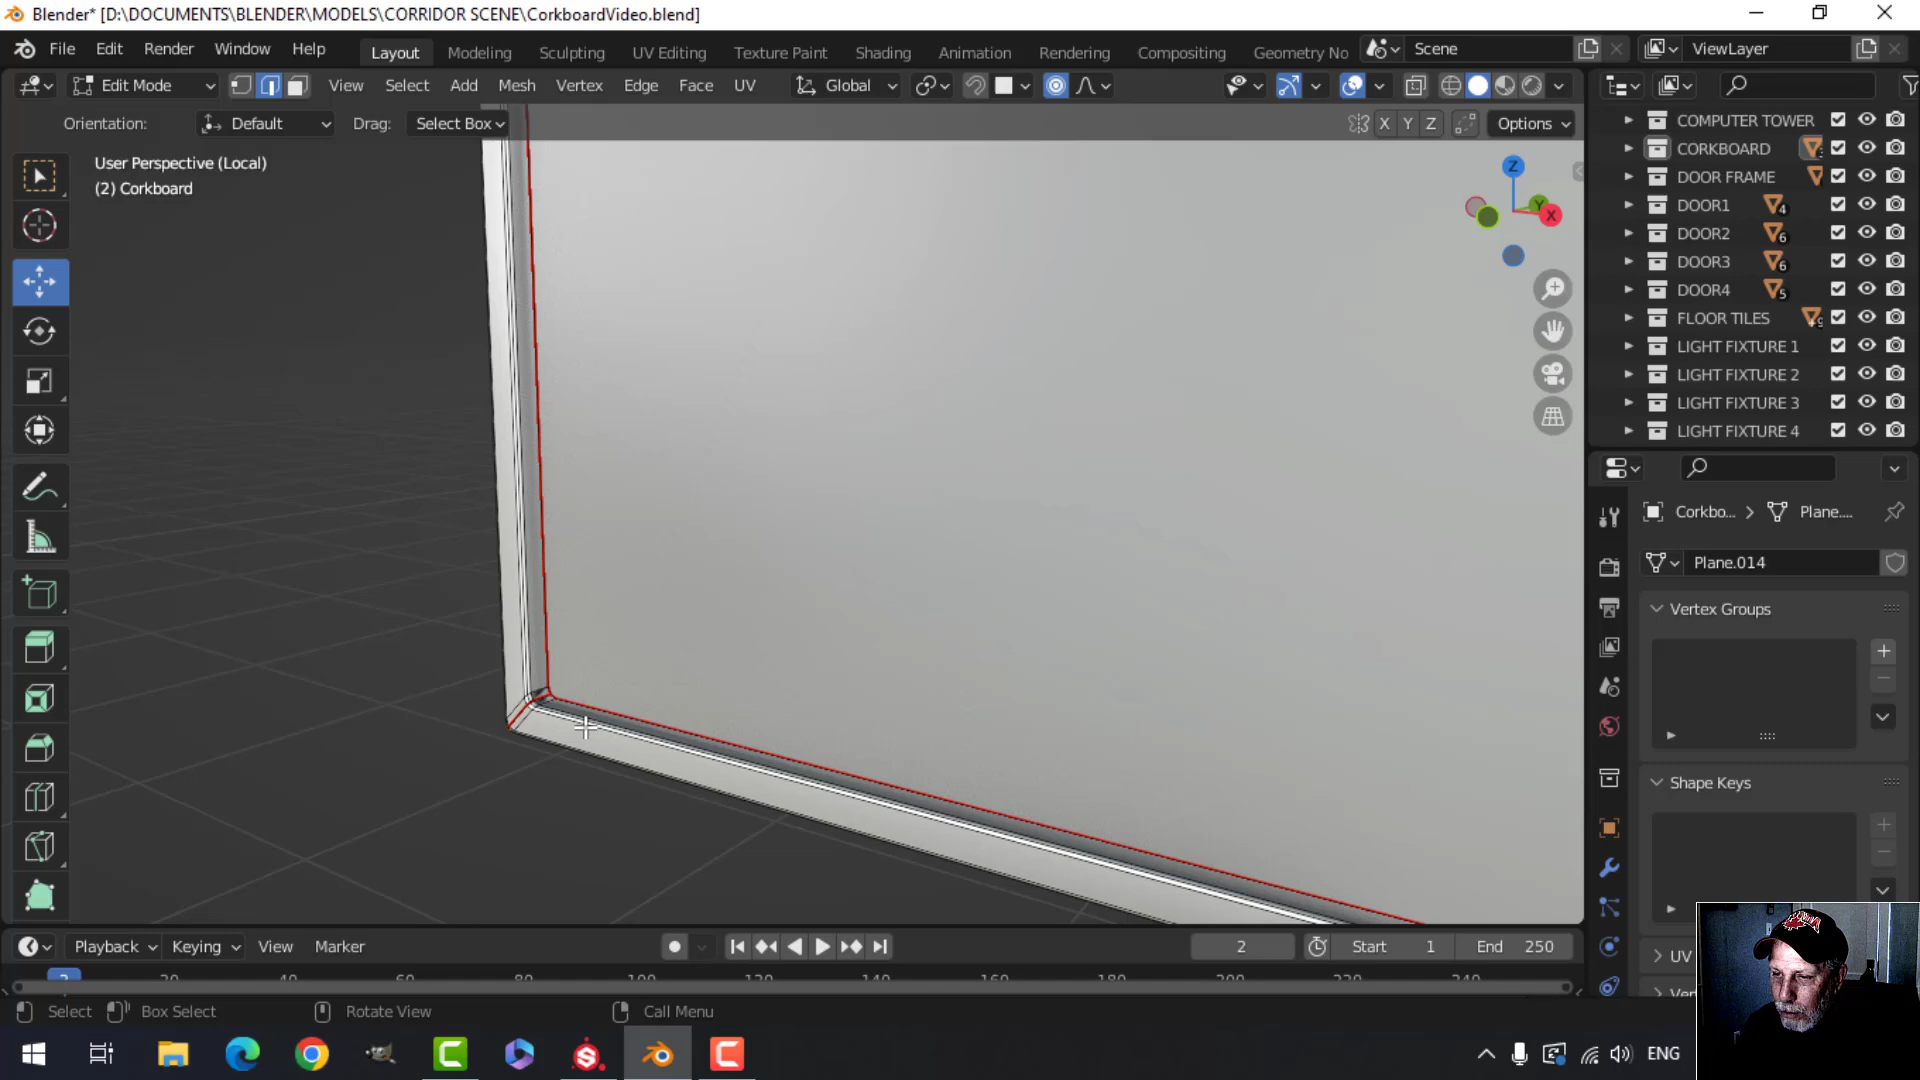 Blender* [D:\DOCUMENTS\BLENDER\MODELS\CORRIDOR SCENE\CorkboardVideo.blend]
File Edit Render Window Help Layout Modeling Sculpting UV Editing Texture Paint Shading Animation Rendering Compositing Geometry No Scene ViewLayer
Edit Mode View Select Add Mesh Vertex Edge Face UV Global
Orientation: Default Drag: Select Box X Y Z Options
User Perspective (Local)
(2) Corkboard
Z
Y
X
COMPUTER TOWER
CORKBOARD
DOOR FRAME
DOOR1 4
DOOR2 6
DOOR3 6
DOOR4 5
FLOOR TILES
LIGHT FIXTURE 1
LIGHT FIXTURE 2
LIGHT FIXTURE 3
LIGHT FIXTURE 4
Corkbo... > Plane....
Plane.014
Vertex Groups
Shape Keys
UV
Playback Keying View Marker 2 Start 1 End 250
Select Box Select Rotate View Call Menu
ENG